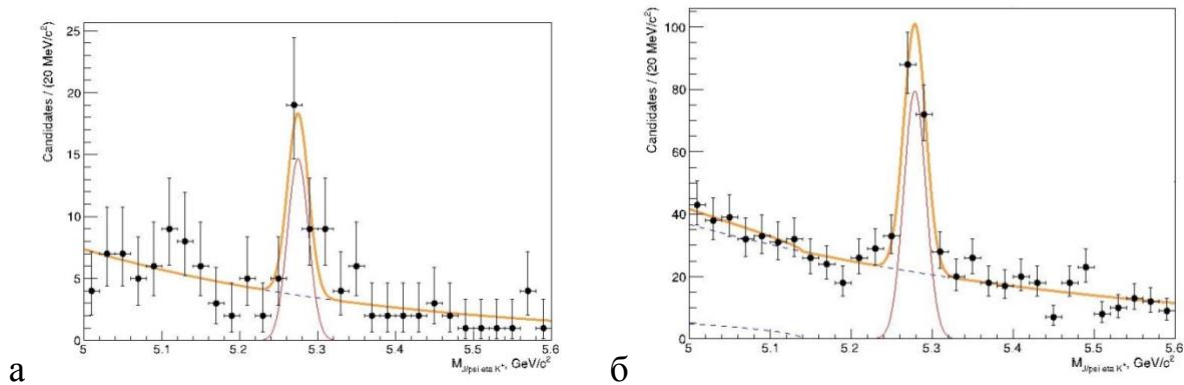 Candidates / (20 MeV/c²)
25
20
15
10
5
0
5 5.1 5.2 5.3 5.4 5.5 5.6
M J/psi eta K⁺, GeV/c²
а
Candidates / (20 MeV/c²)
100
80
60
40
20
0
5 5.1 5.2 5.3 5.4 5.5 5.6
M J/psi eta K⁺, GeV/c²
б